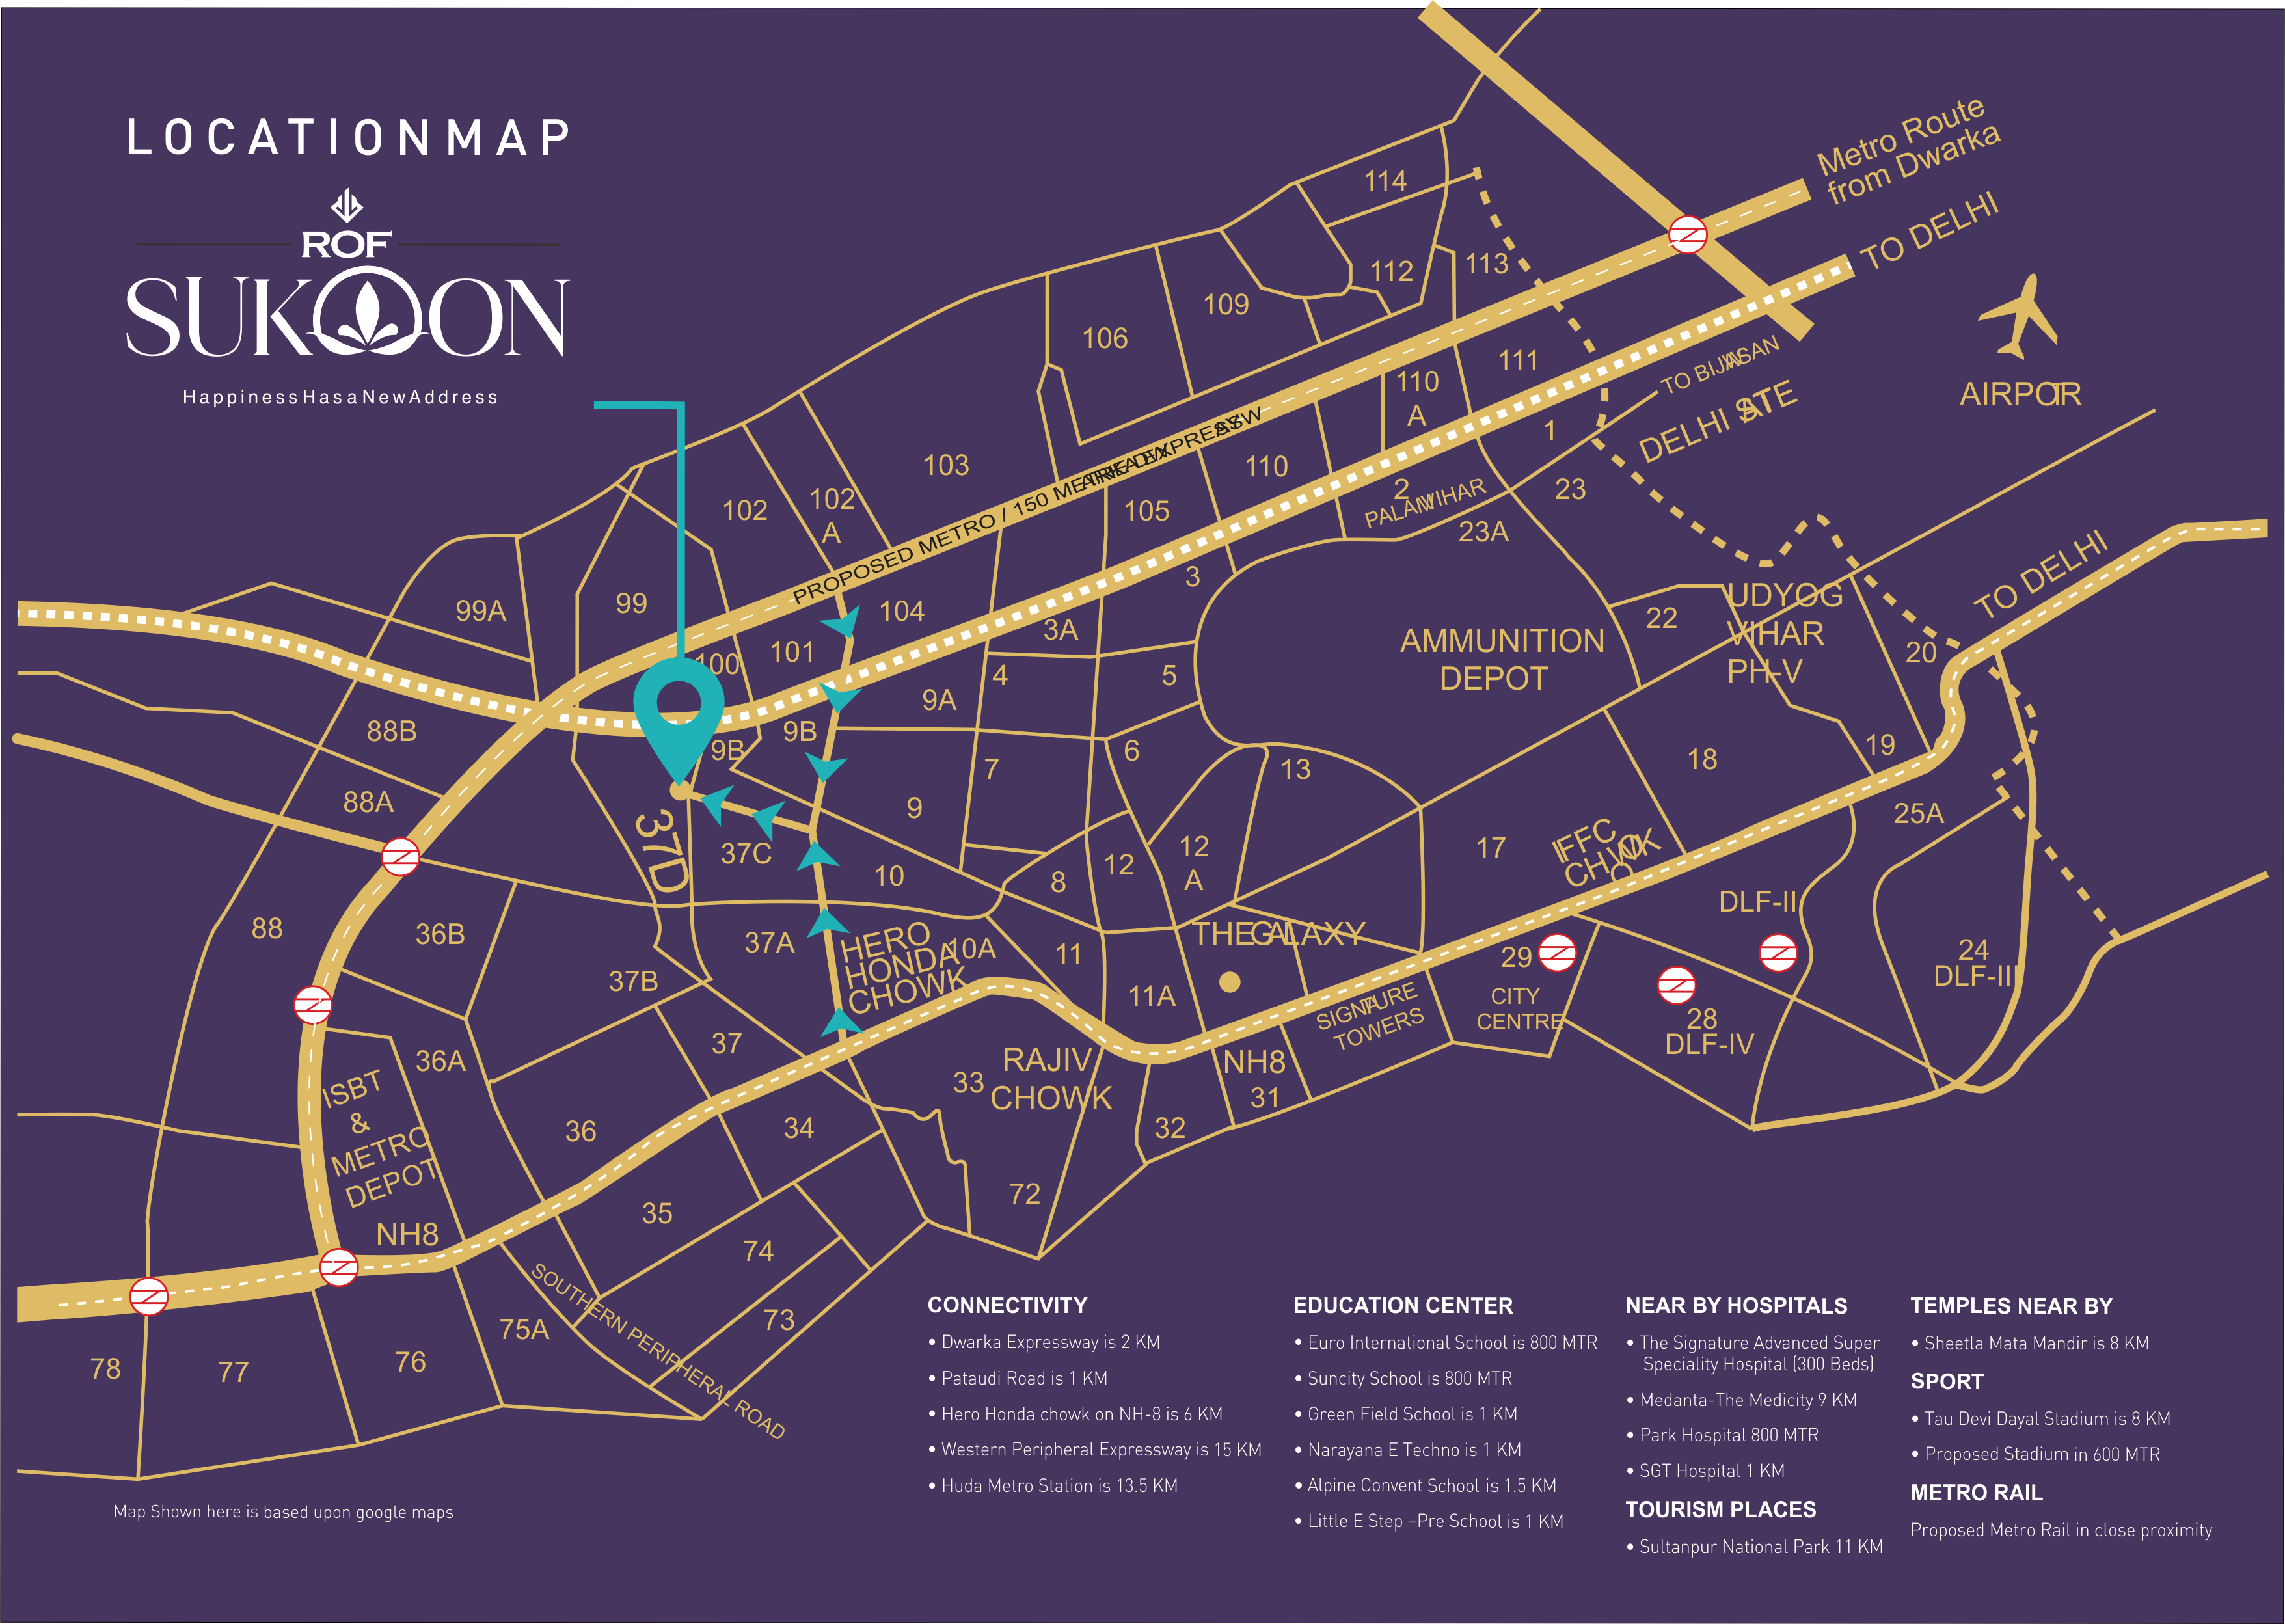 LOCATIONMAP
ROF
SUKOON
HappinessHasaNewAddress
Metro Route
from Dwarka
TO DELHI
114
112
113
109
106
111
110
A
TO BIJWASAN
DELHI STATE
AIRPORT
103
110
1
102
102
A
PROPOSED METRO / 150 METER DWARKA EXPRESSWAY
105
2
PALAM VIHAR
23
23A
TO DELHI
3
99A
99
104
3A
22
UDYOG
VIHAR
PH-V
AMMUNITION
DEPOT
20
100
101
4
5
9A
88B
9B
9B
6
7
13
18
19
88A
9
25A
37D
37C
10
8
12
12
A
17
IFFCO
CHOWK
88
36B
37A
HERO
HONDA
CHOWK
10A
11
THE GALAXY
DLF-II
29
24
DLF-III
37B
11A
CITY
CENTRE
28
DLF-IV
SIGNATURE
TOWERS
37
36A
33
RAJIV
CHOWK
NH8
31
ISBT
&
METRO
DEPOT
36
34
32
35
72
NH8
74
73
SOUTHERN PERIPHERAL ROAD
75A
76
77
78
CONNECTIVITY
• Dwarka Expressway is 2 KM
• Pataudi Road is 1 KM
• Hero Honda chowk on NH-8 is 6 KM
• Western Peripheral Expressway is 15 KM
• Huda Metro Station is 13.5 KM
EDUCATION CENTER
• Euro International School is 800 MTR
• Suncity School is 800 MTR
• Green Field School is 1 KM
• Narayana E Techno is 1 KM
• Alpine Convent School is 1.5 KM
• Little E Step –Pre School is 1 KM
NEAR BY HOSPITALS
• The Signature Advanced Super
Speciality Hospital (300 Beds)
• Medanta-The Medicity 9 KM
• Park Hospital 800 MTR
• SGT Hospital 1 KM
TOURISM PLACES
• Sultanpur National Park 11 KM
TEMPLES NEAR BY
• Sheetla Mata Mandir is 8 KM
SPORT
• Tau Devi Dayal Stadium is 8 KM
• Proposed Stadium in 600 MTR
METRO RAIL
Proposed Metro Rail in close proximity
Map Shown here is based upon google maps